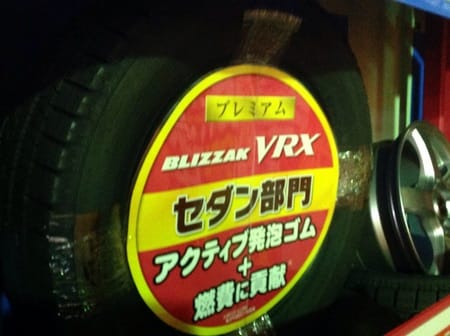 プレミアム
BLIZZAK VRX
セダン部門
アクティブ発泡ゴム
+
燃費に貢献